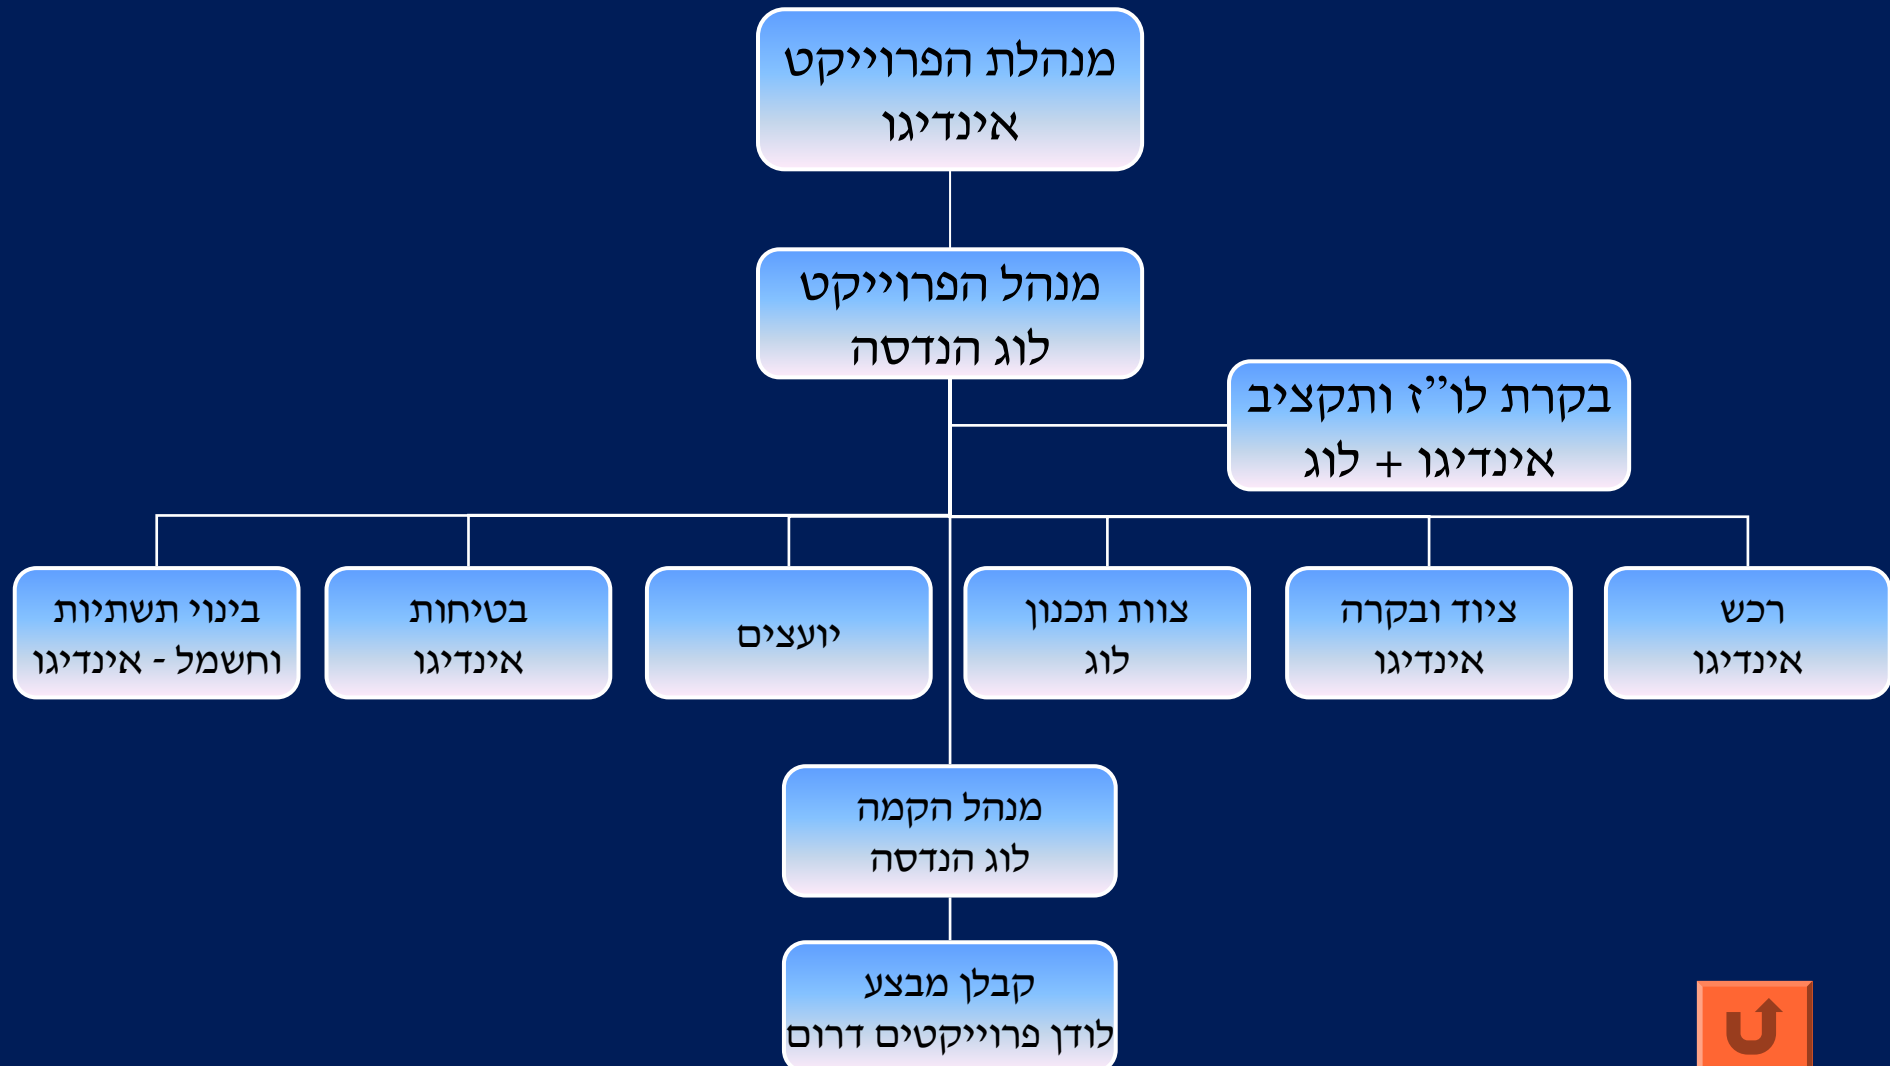 מנהלת הפרוייקט
אינדיגו
מנהל הפרוייקט
לוג הנדסה
בקרת לו”ז ותקציב
אינדיגו + לוג
רכש
אינדיגו
ציוד ובקרה
אינדיגו
צוות תכנון
לוג
יועצים
בטיחות
אינדיגו
בינוי תשתיות
וחשמל - אינדיגו
מנהל הקמה
לוג הנדסה
קבלן מבצע
לודן פרוייקטים דרום